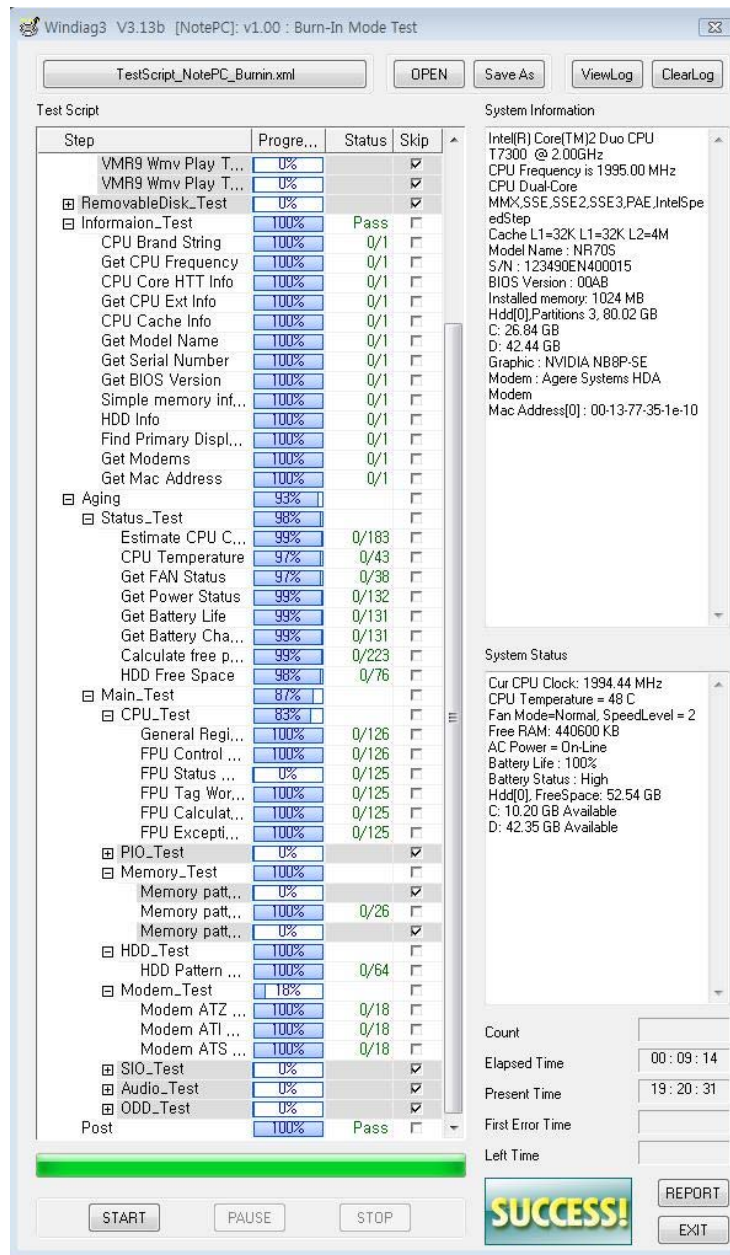 Windiag3 V3.13b [NotePC]: v1.00 : Burn-In Mode Test
TestScript_NotePC_Burnin.xml OPEN Save As ViewLog ClearLog
Test Script
Step Progre,,, Status Skip
VMR9 Wmv Play T,,, 0%
VMR9 Wmv Play T,,, 0%
RemovableDisk_Test 0%
Informaion_Test 100% Pass
CPU Brand String 100% 0/1
Get CPU Frequency 100% 0/1
CPU Core HTT Info 100% 0/1
Get CPU Ext Info 100% 0/1
CPU Cache Info 100% 0/1
Get Model Name 100% 0/1
Get Serial Number 100% 0/1
Get BIOS Version 100% 0/1
Simple memory inf,,, 100% 0/1
HDD Info 100% 0/1
Find Primary Displ,,, 100% 0/1
Get Modems 100% 0/1
Get Mac Address 100% 0/1
Aging 93%
Status_Test 98%
Estimate CPU C,,, 99% 0/183
CPU Temperature 97% 0/43
Get FAN Status 97% 0/38
Get Power Status 99% 0/132
Get Battery Life 99% 0/131
Get Battery Cha,,, 99% 0/131
Calculate free p,,, 99% 0/223
HDD Free Space 98% 0/76
Main_Test 87%
CPU_Test 83%
General Regi,,, 100% 0/126
FPU Control ,,, 100% 0/126
FPU Status ,,, 0% 0/125
FPU Tag Wor,,, 100% 0/125
FPU Calculat,,, 100% 0/125
FPU Excepti,,, 100% 0/125
PIO_Test 0%
Memory_Test 100%
Memory patt,,, 0%
Memory patt,,, 100% 0/26
Memory patt,,, 0%
HDD_Test 100%
HDD Pattern ,,, 100% 0/64
Modem_Test 18%
Modem ATZ ,,, 100% 0/18
Modem ATI ,,, 100% 0/18
Modem ATS ,,, 100% 0/18
SIO_Test 0%
Audio_Test 0%
ODD_Test 0%
Post 100% Pass
START PAUSE STOP
System Information
Intel(R) Core(TM)2 Duo CPU
T7300 @ 2.00GHz
CPU Frequency is 1995.00 MHz
CPU Dual-Core
MMX,SSE,SSE2,SSE3,PAE,IntelSpe
edStep
Cache L1=32K L1=32K L2=4M
Model Name : NR70S
S/N : 123490EN400015
BIOS Version : 00AB
Installed memory: 1024 MB
Hdd[0],Partitions 3, 80.02 GB
C: 26.84 GB
D: 42.44 GB
Graphic : NVIDIA NB8P-SE
Modem : Agere Systems HDA
Modem
Mac Address[0] : 00-13-77-35-1e-10
System Status
Cur CPU Clock: 1994.44 MHz
CPU Temperature = 48 C
Fan Mode=Normal, SpeedLevel = 2
Free RAM: 440600 KB
AC Power = On-Line
Battery Life : 100%
Battery Status : High
Hdd[0], FreeSpace: 52.54 GB
C: 10.20 GB Available
D: 42.35 GB Available
Count
Elapsed Time 00 : 09 : 14
Present Time 19 : 20 : 31
First Error Time
Left Time
SUCCESS!
REPORT
EXIT